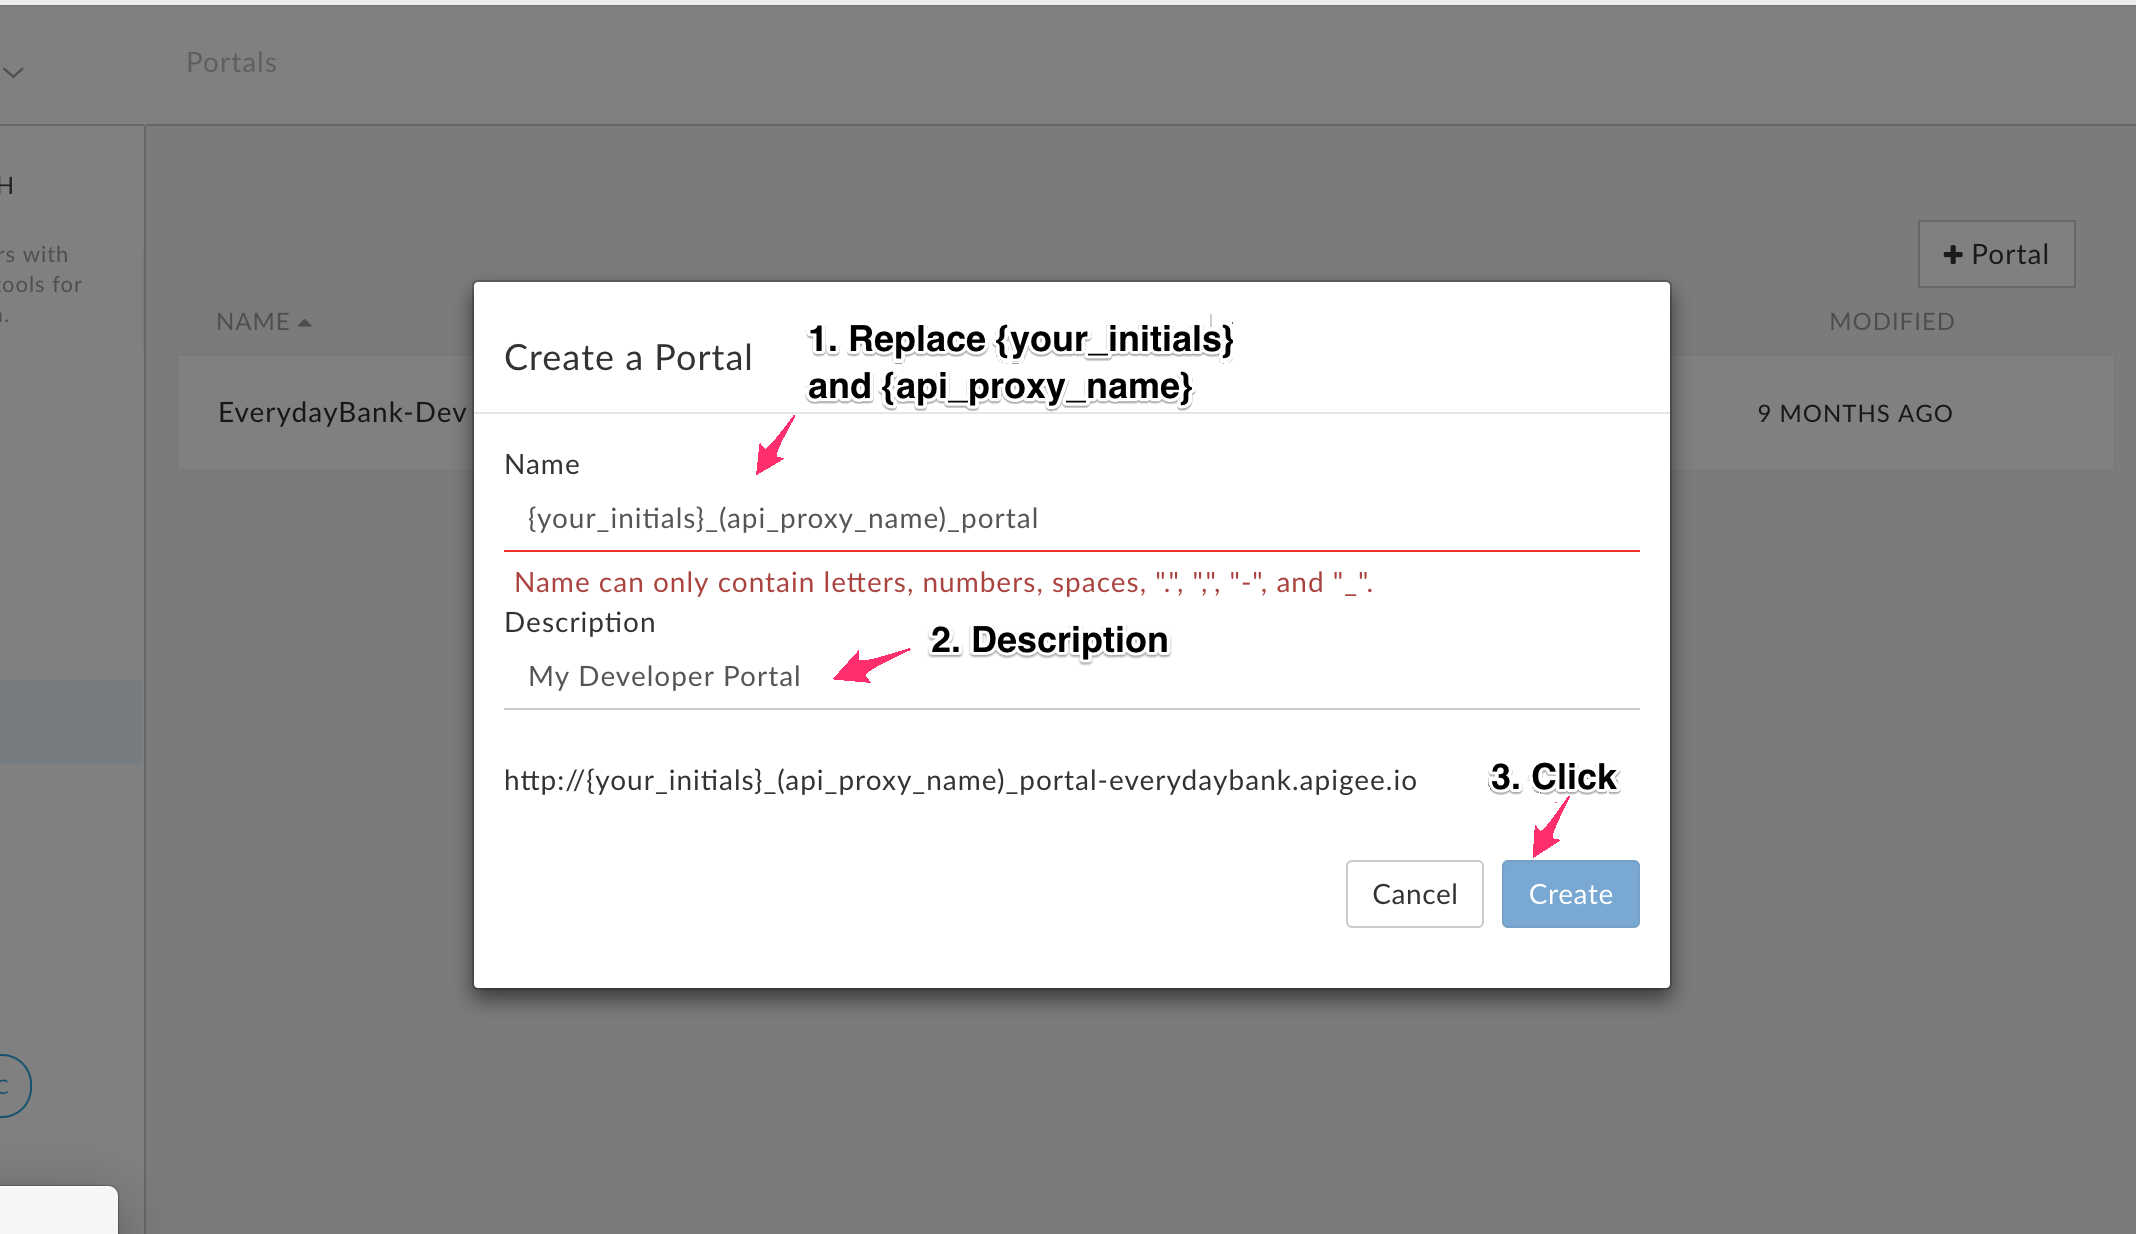 Portals
H
rs with
ools for
+ Portal
NAME
MODIFIED
EverydayBank-Dev
9 MONTHS AGO
Create a Portal
1. Replace {your_initials}
and {api_proxy_name}
Name
{your_initials}_(api_proxy_name)_portal
Name can only contain letters, numbers, spaces, ".", ",", "-", and "_".
Description
2. Description
My Developer Portal
http://{your_initials}_(api_proxy_name)_portal-everydaybank.apigee.io
3. Click
Cancel
Create
C